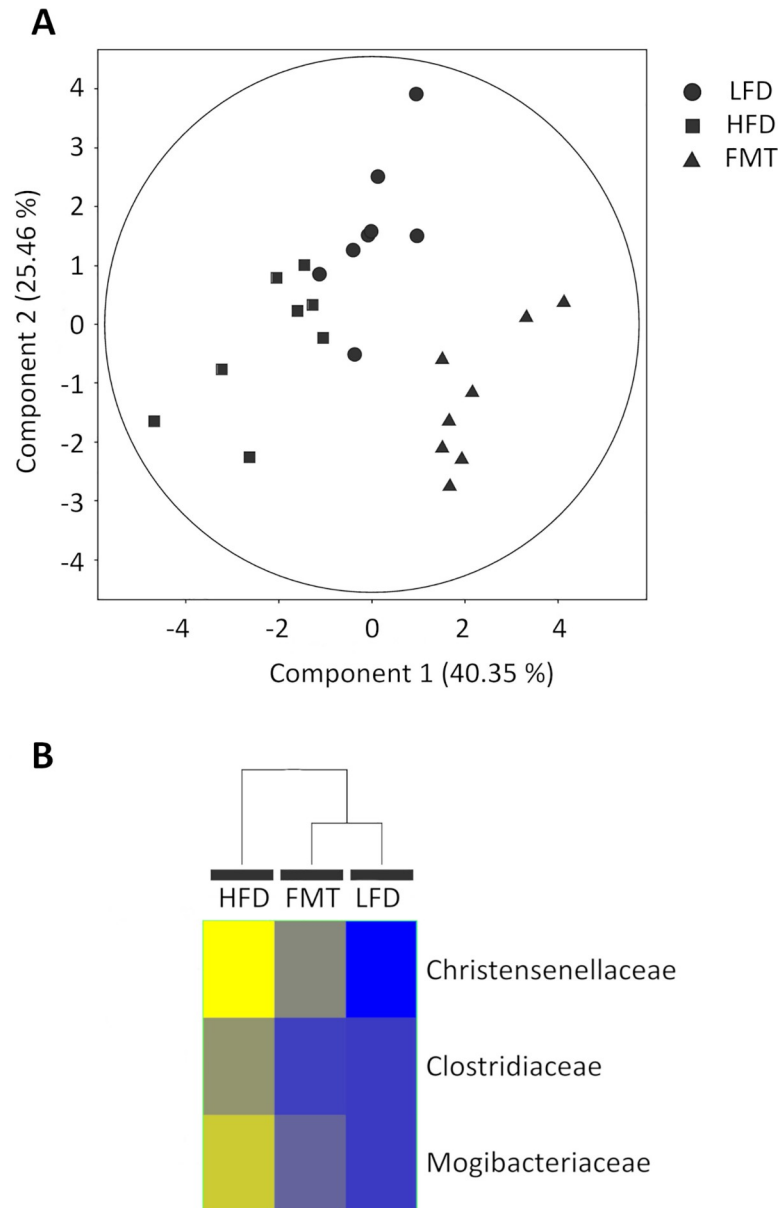 A
LFD
HFD
FMT
4
3
2
1
0
-1
-2
-3
-4
Component 2 (25.46 %)
-4 -2 0 2 4
Component 1 (40.35 %)
B
HFD FMT LFD
Christensenellaceae
Clostridiaceae
Mogibacteriaceae